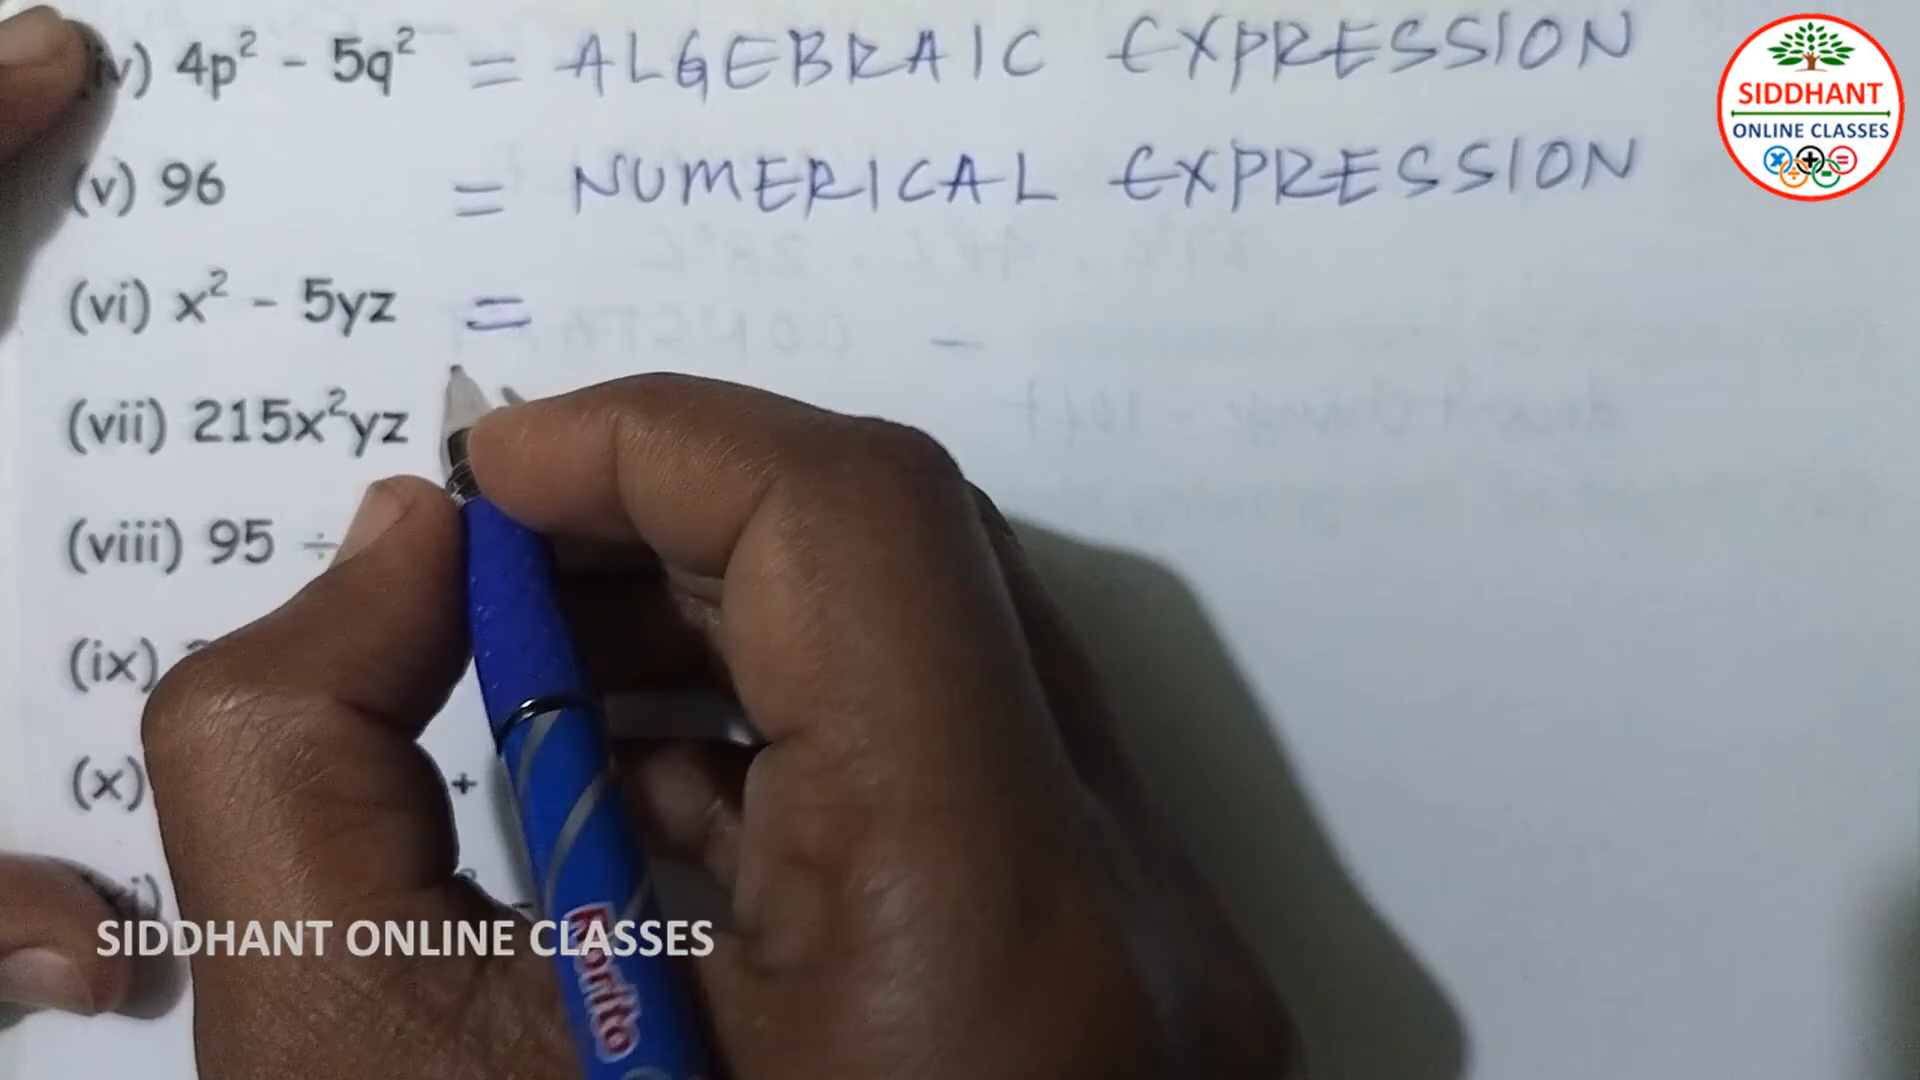 iv) 4p² - 5q² = ALGEBRAIC EXPRESSION
(v) 96 = NUMERICAL EXPRESSION
(vi) x² - 5yz =
(vii) 215x²yz
(viii) 95 ÷
(ix)
(x) +
SIDDHANT
ONLINE CLASSES
SIDDHANT ONLINE CLASSES